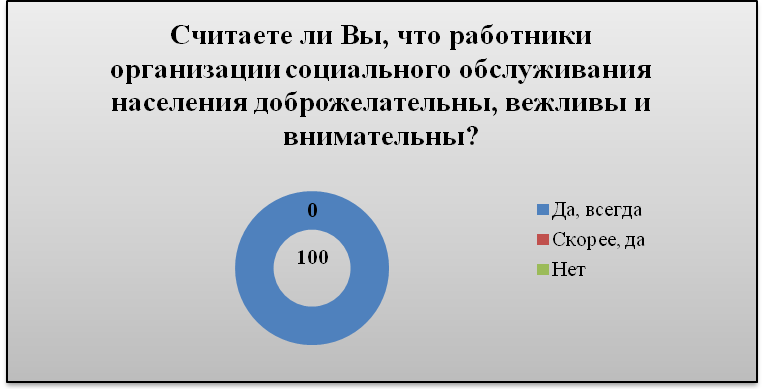 Считаете ли Вы, что работники
организации социального обслуживания
населения доброжелательны, вежливы и
внимательны?
0
100
Да, всегда
Скорее, да
Нет